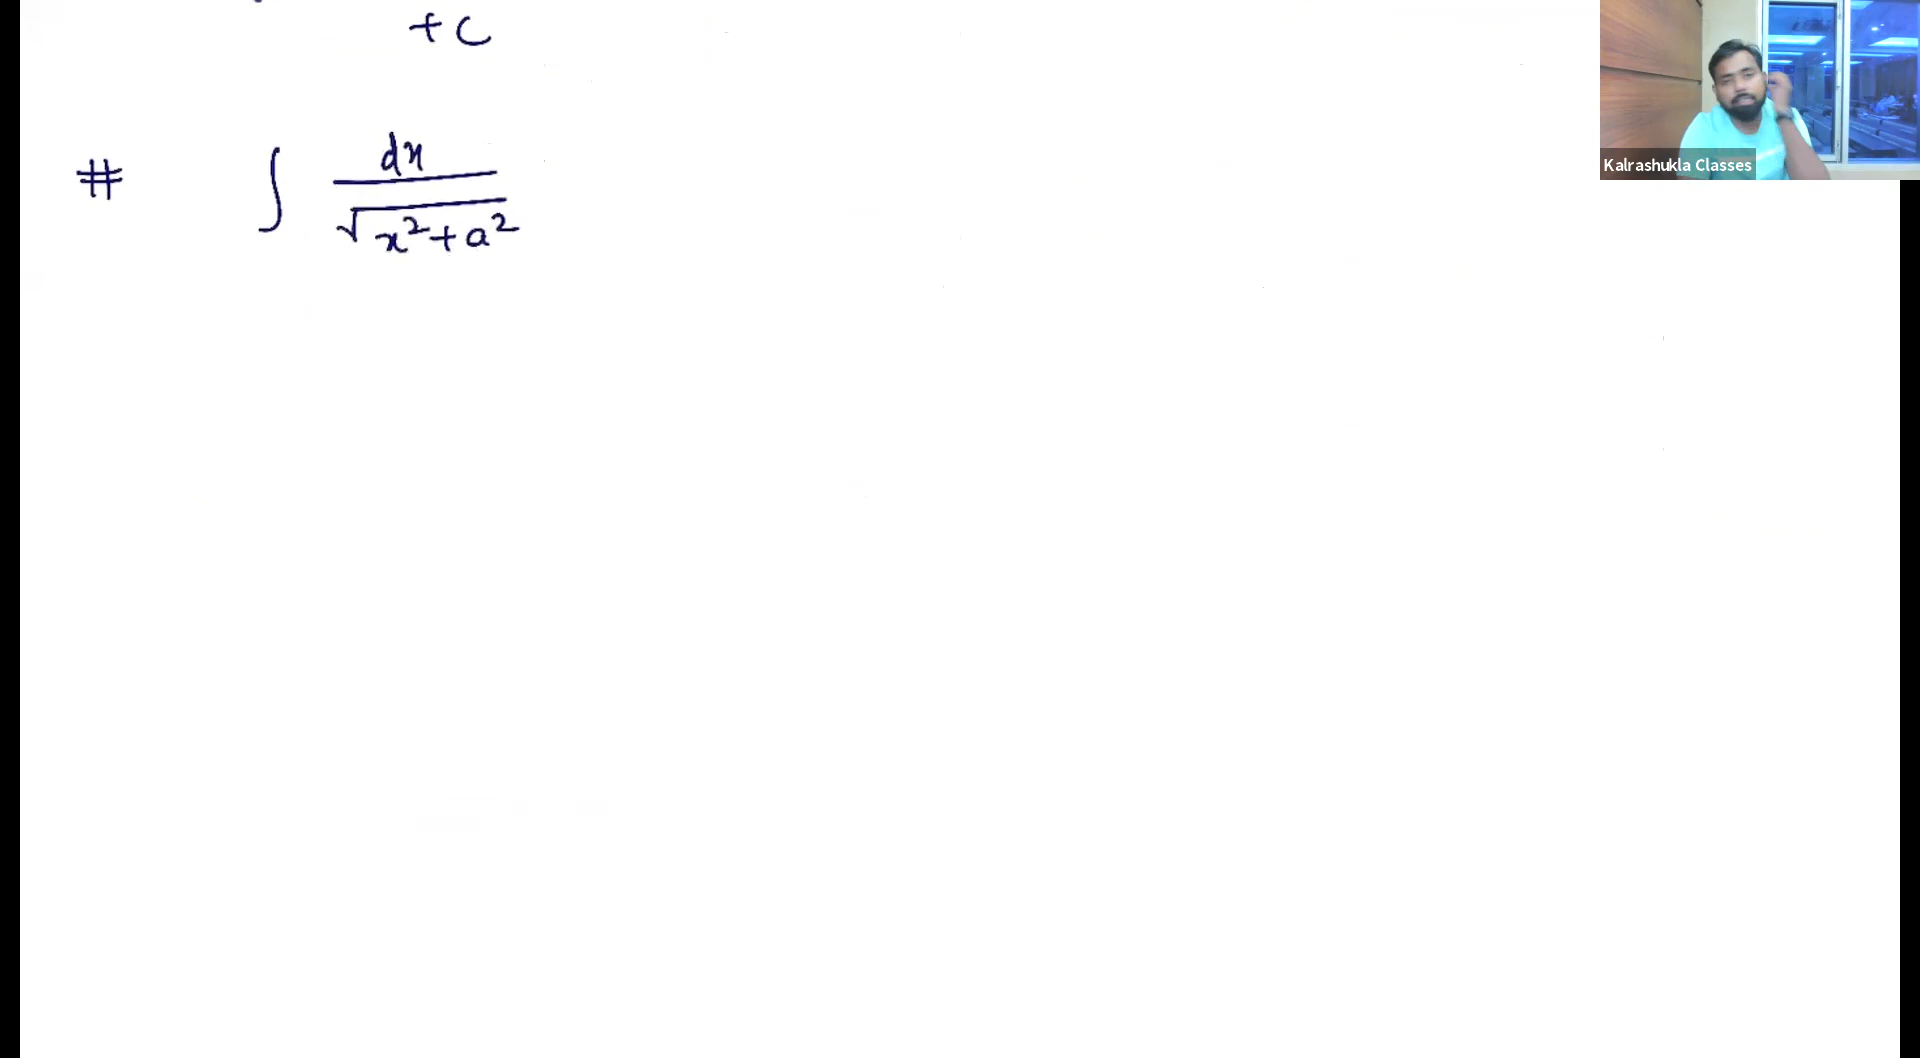 + c
# ∫ dx / √x²+a²
Kalrashukla Classes